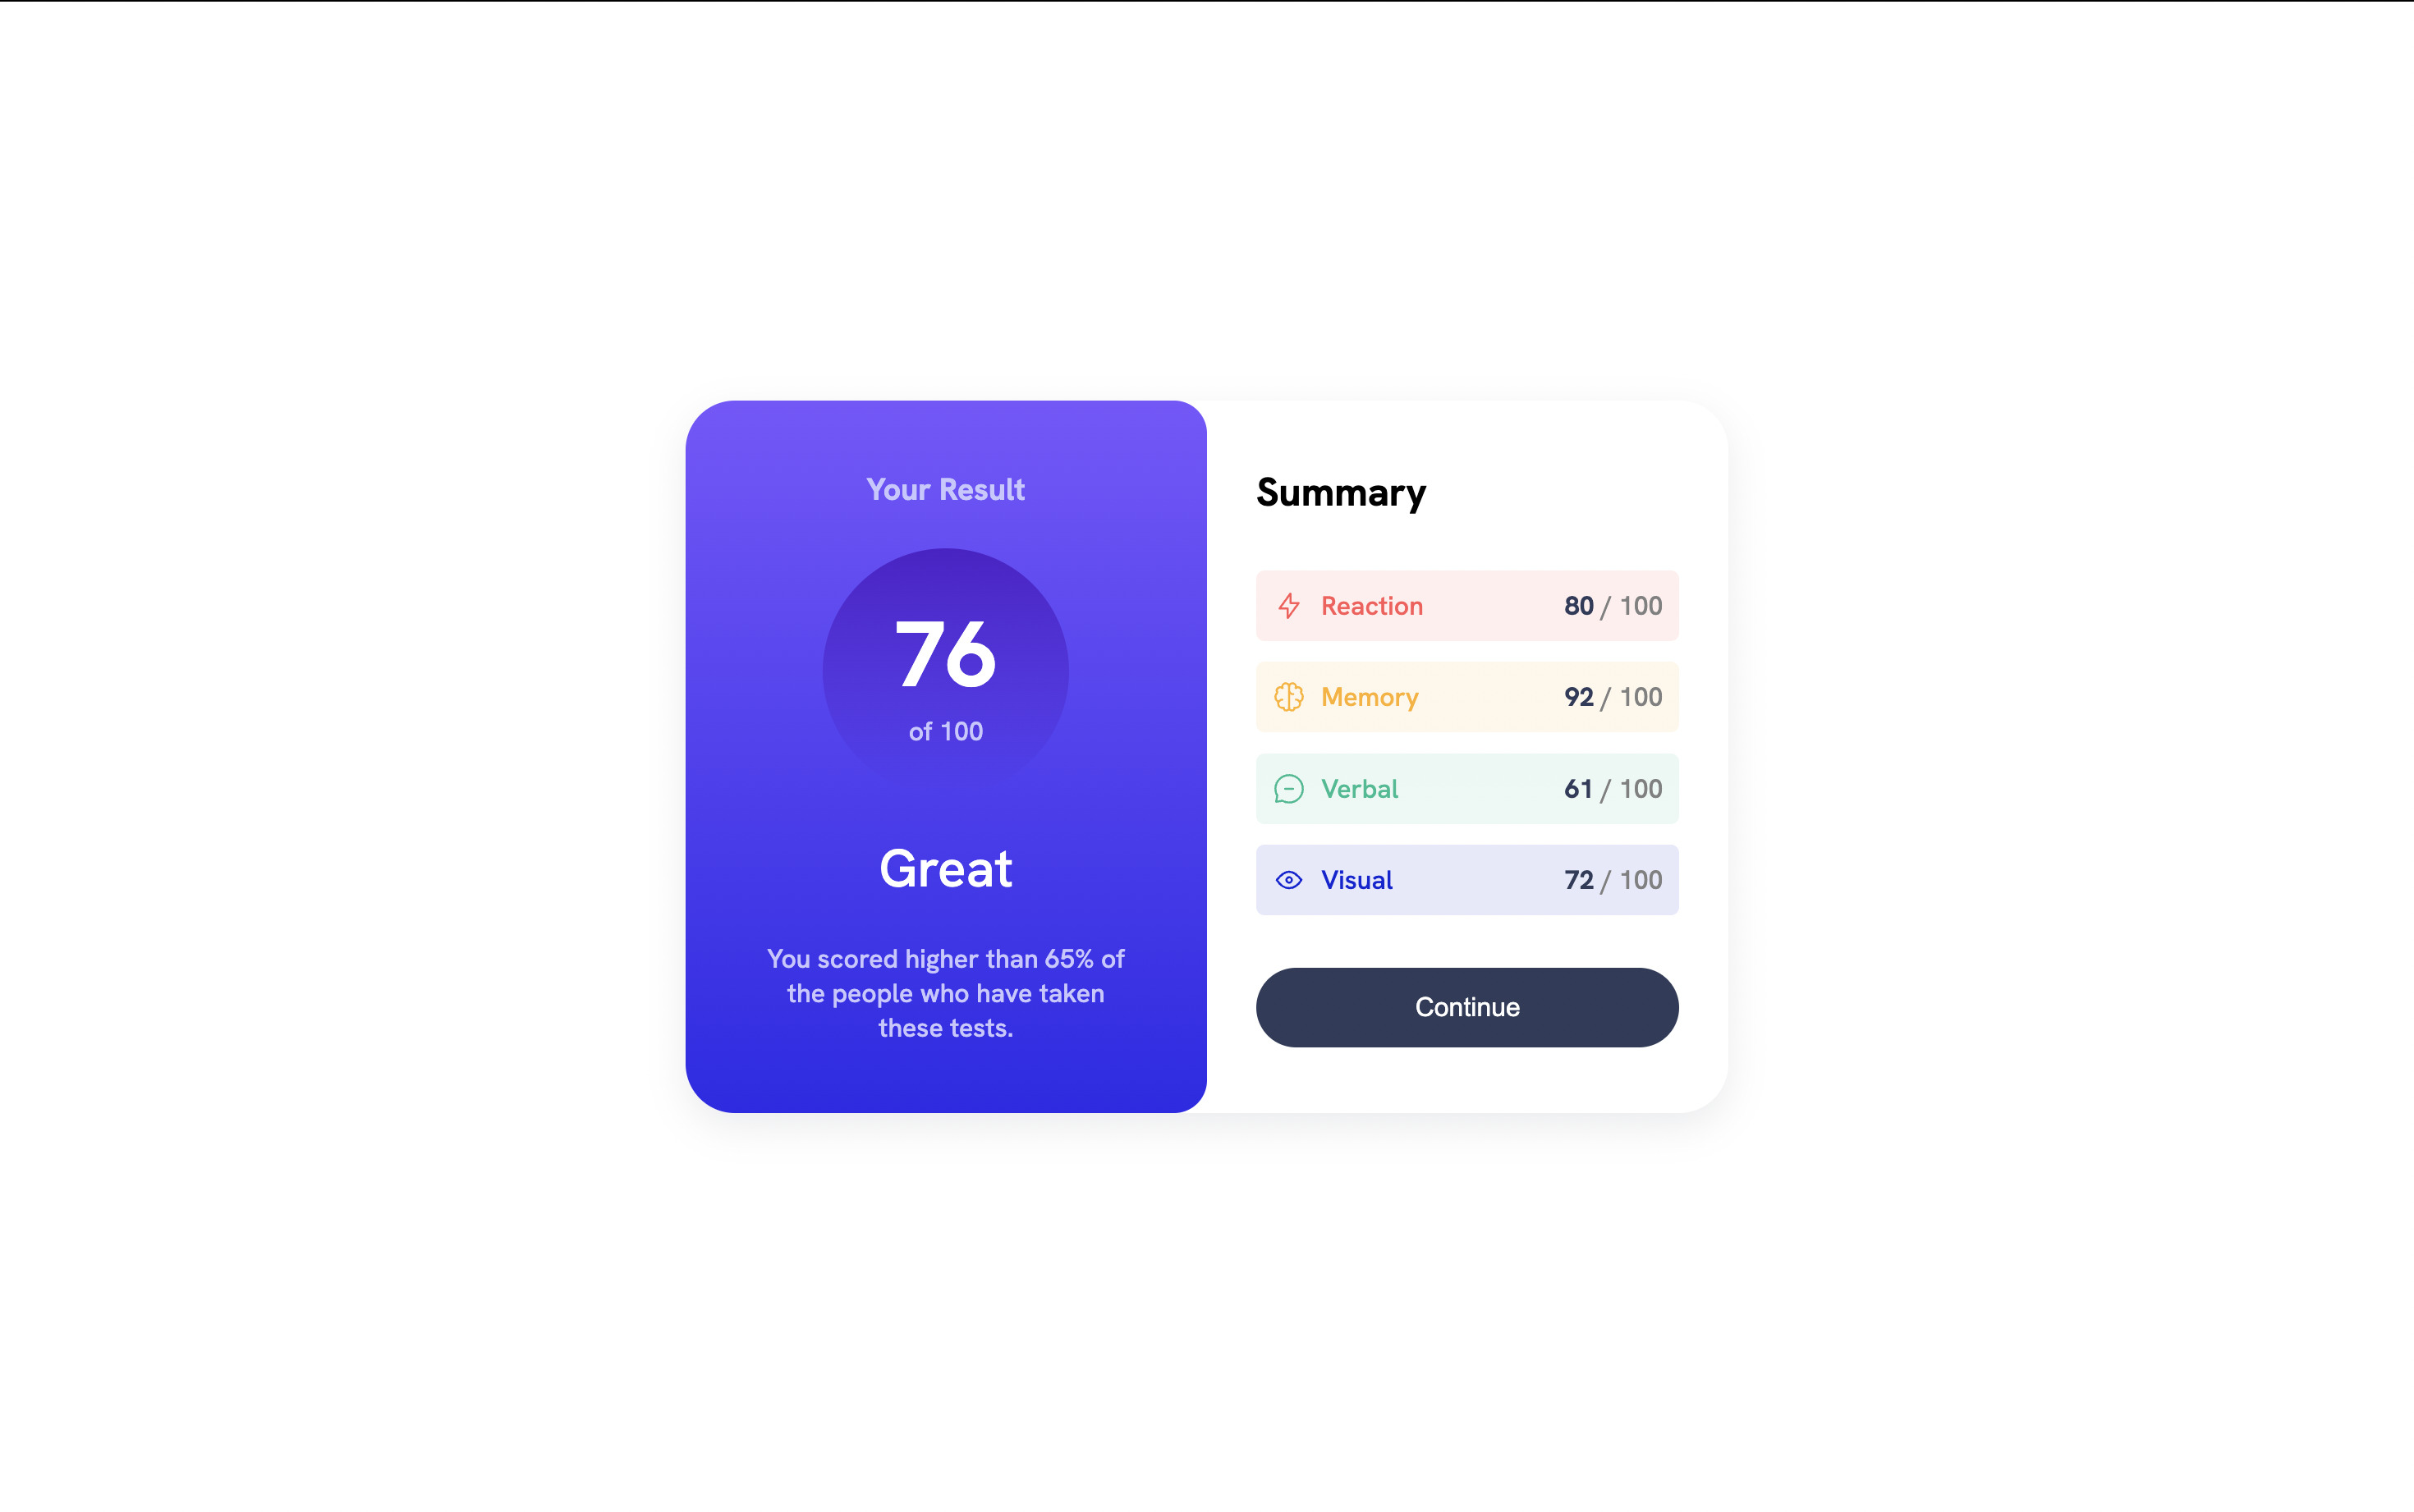 Your Result
76
of 100
Great
You scored higher than 65% of
the people who have taken
these tests.
Summary
Reaction 80 / 100
Memory 92 / 100
Verbal 61 / 100
Visual 72 / 100
Continue